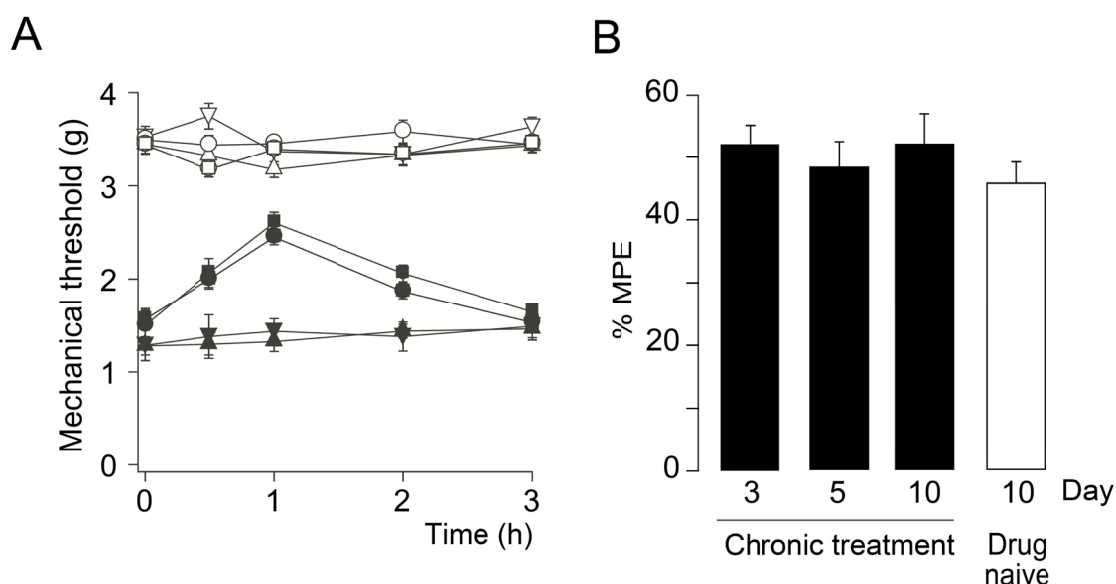 A
Mechanical threshold (g)
4
3
2
1
0
0 1 2 3
Time (h)
B
% MPE
60
40
20
0
3 5 10 10 Day
Chronic treatment
Drug
naive